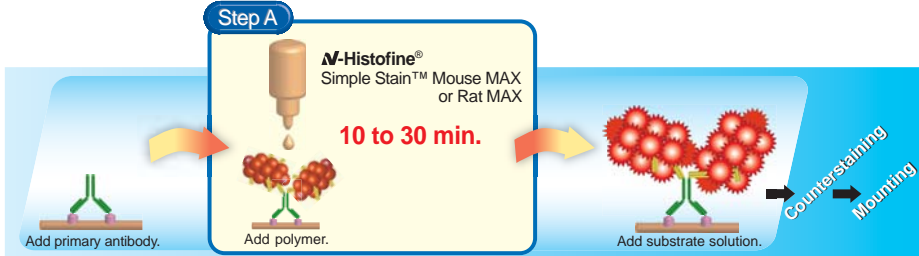 Step A
N-Histofine®
Simple Stain™ Mouse MAX
or Rat MAX
10 to 30 min.
Add primary antibody.
Add polymer.
Add substrate solution.
Counterstaining
Mounting